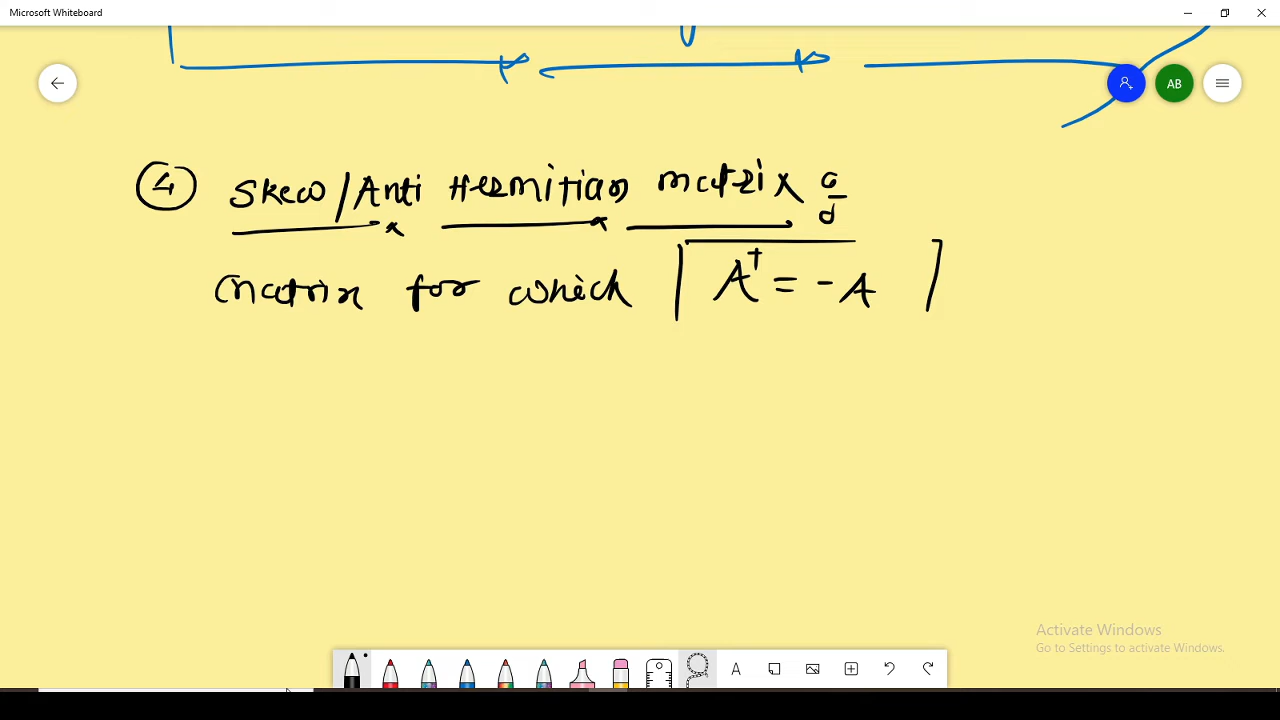 Microsoft Whiteboard
AB
④ Skew/Anti Hermitian matrix
matrix for which A† = -A
Activate Windows
Go to Settings to activate Windows.
A